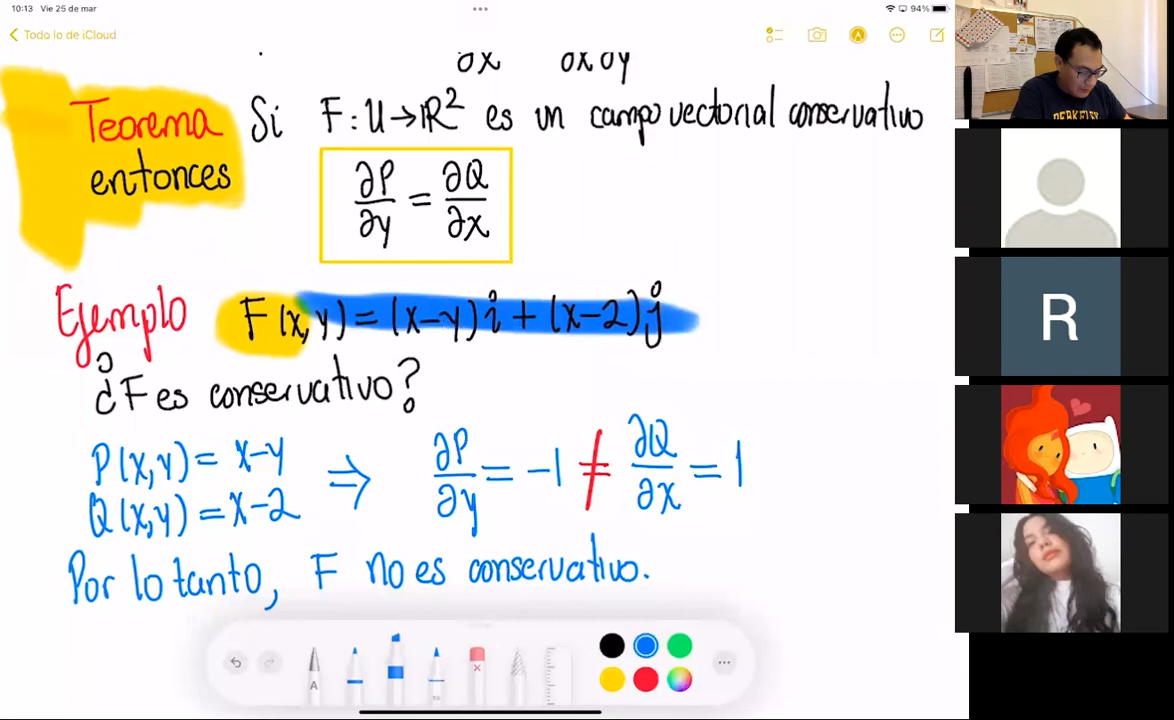 10:13 Vie 25 de mar
94%
Todo lo de iCloud
∂x ∂x∂y
Teorema Si F:U→ℝ² es un campo vectorial conservativo
entonces
∂P/∂y = ∂Q/∂x
Ejemplo F(x,y)=(x-y)i+(x-2)j
¿F es conservativo?
P(x,y)= x-y
Q(x,y)=x-2
⇒ ∂P/∂y = -1 ≠ ∂Q/∂x = 1
Por lo tanto, F no es conservativo.
A
R